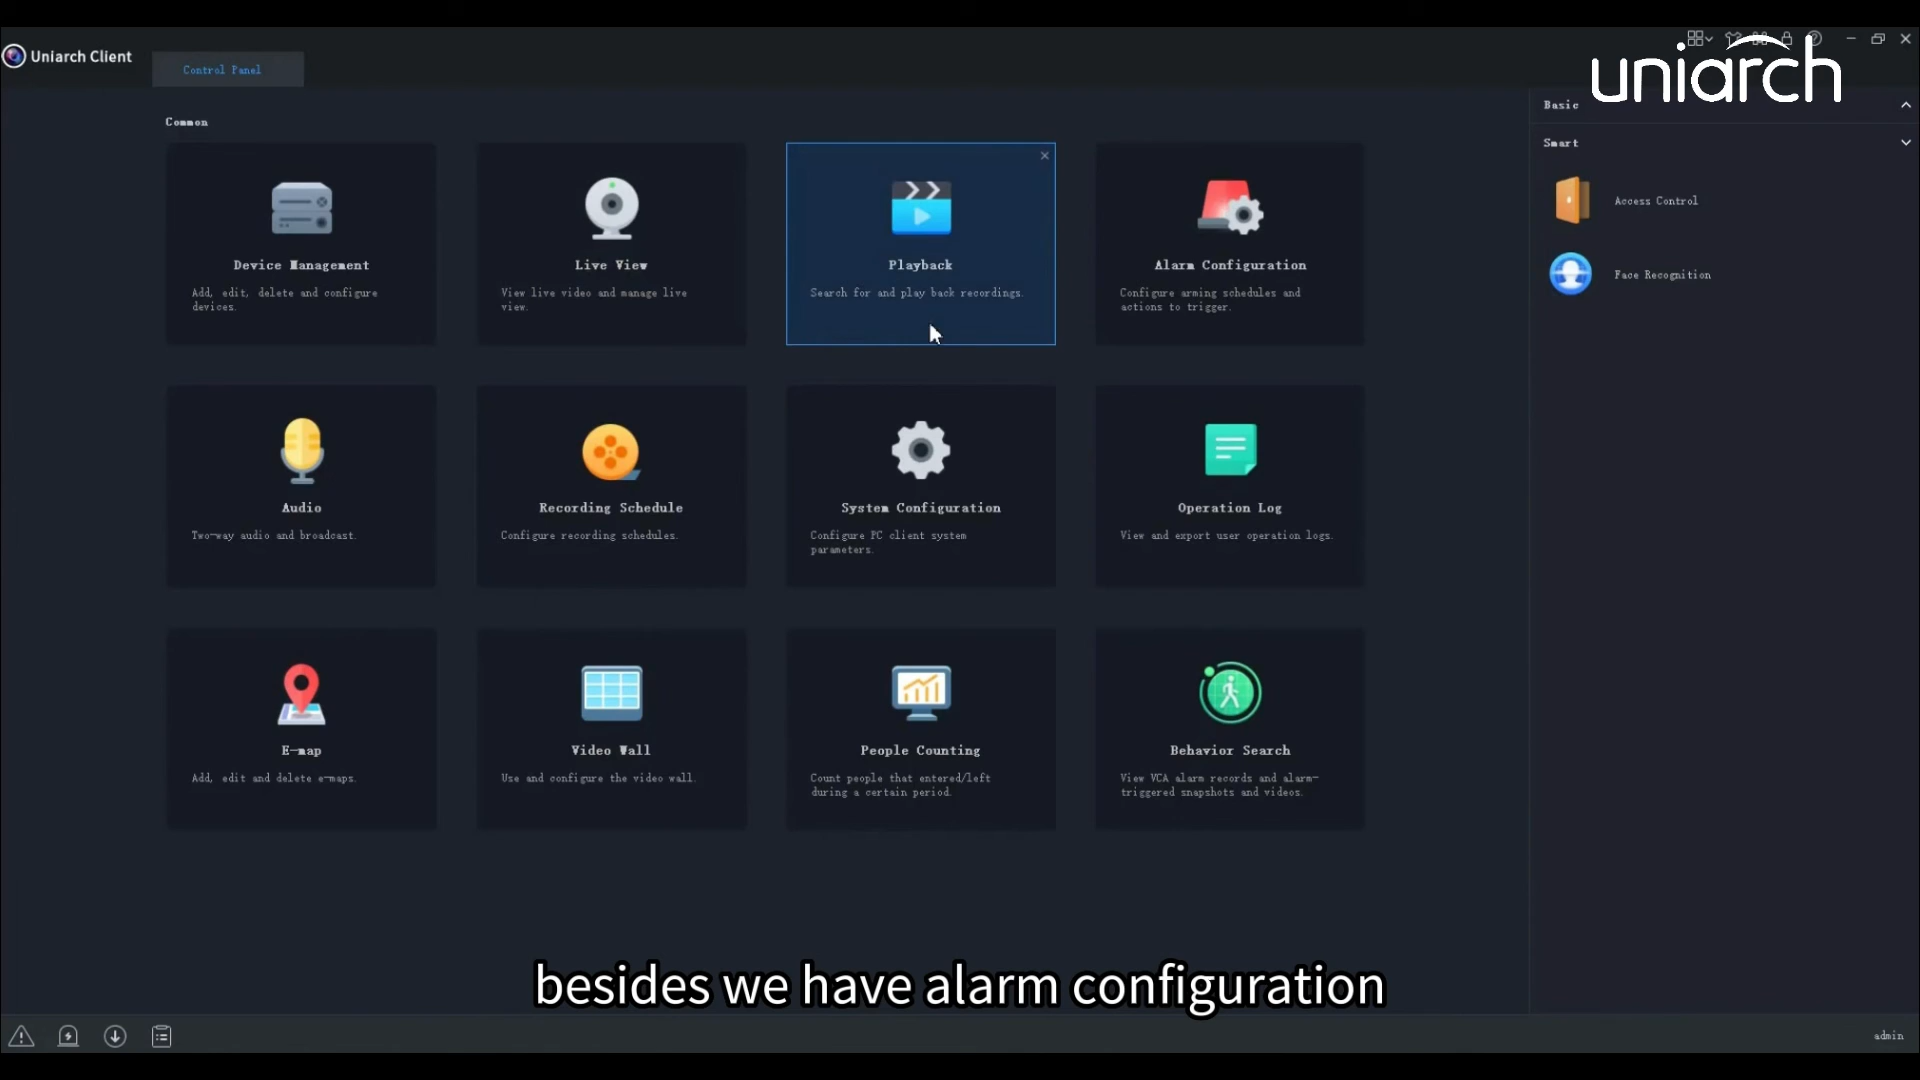 Uniarch Client
Control Panel
uniarch
Common
Basic
Smart
Access Control
Face Recognition
Device Management
Add, edit, delete and configure
devices.
Live View
View live video and manage live
view.
Playback
Search for and play back recordings.
Alarm Configuration
Configure arming schedules and
actions to trigger.
Audio
Two-way audio and broadcast.
Recording Schedule
Configure recording schedules.
System Configuration
Configure PC client system
parameters.
Operation Log
View and export user operation logs.
E-map
Add, edit and delete e-maps.
Video Wall
Use and configure the video wall.
People Counting
Count people that entered/left
during a certain period.
Behavior Search
View VCA alarm records and alarm-
triggered snapshots and videos.
besides we have alarm configuration
admin